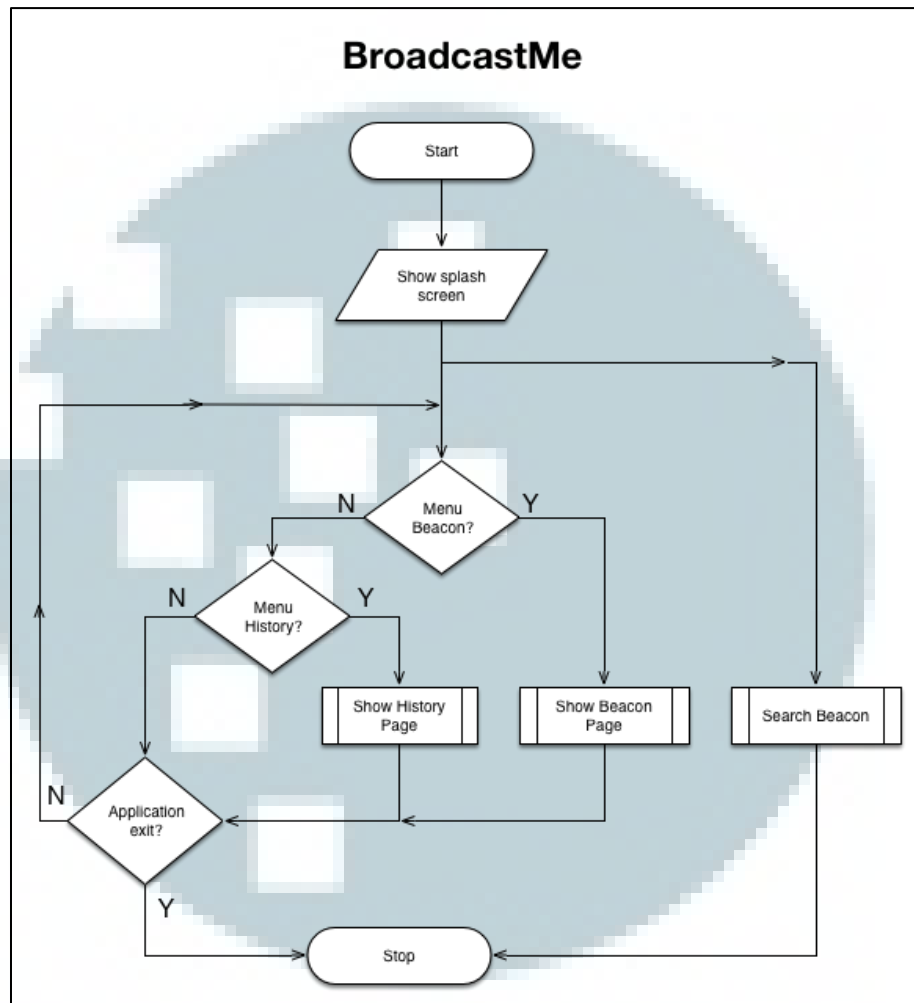 BroadcastMe
Start
Show splash
screen
Menu
Beacon?
N
Y
Menu
History?
N
Y
Show History
Page
Show Beacon
Page
Search Beacon
Application
exit?
N
Y
Stop